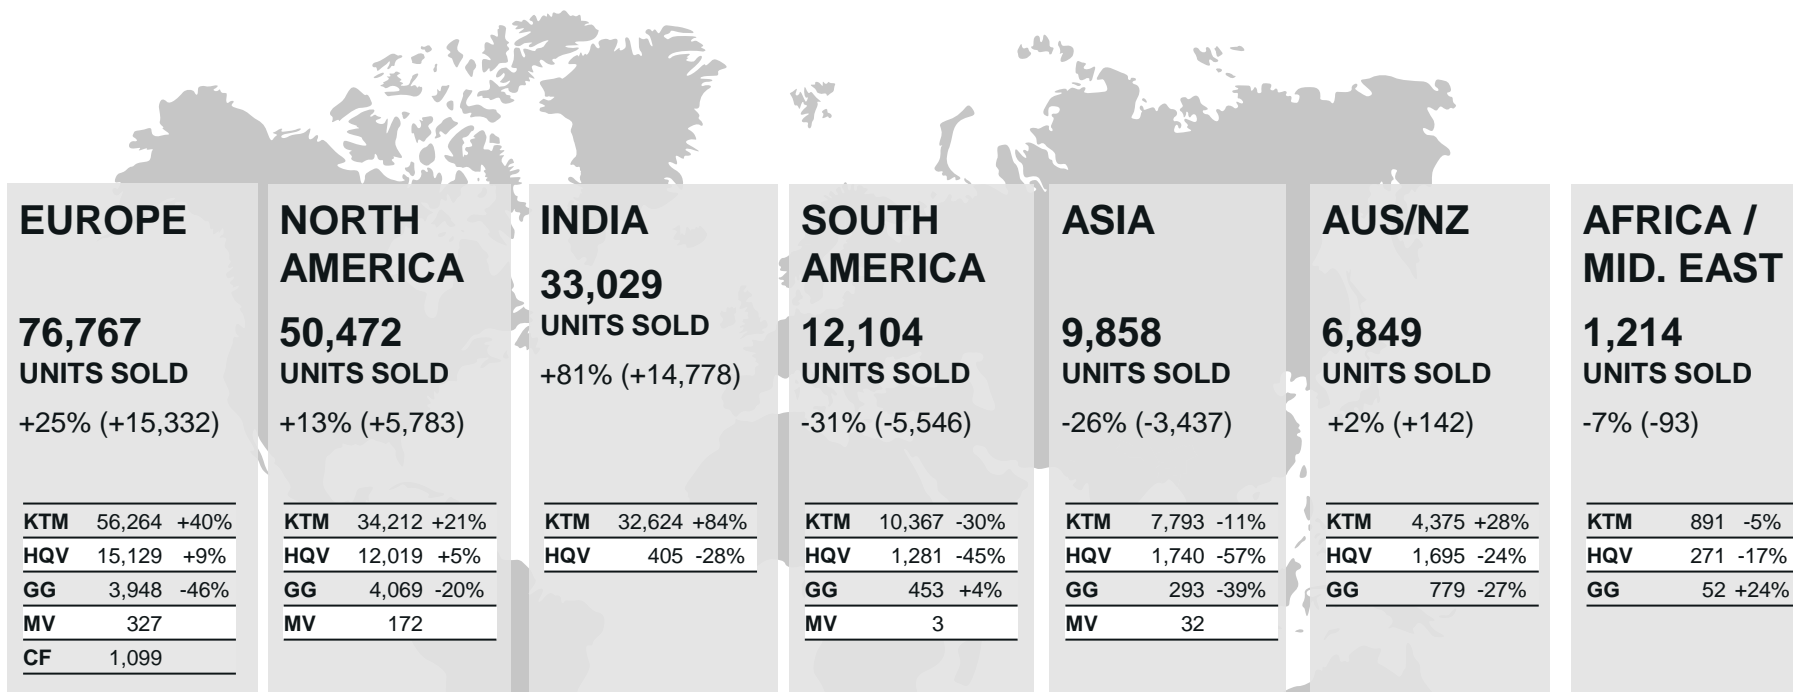 EUROPE
76,767
UNITS SOLD
+25% (+15,332)
KTM 56,264 +40%
HQV 15,129 +9%
GG 3,948 -46%
MV 327
CF 1,099
NORTH
AMERICA
50,472
UNITS SOLD
+13% (+5,783)
KTM 34,212 +21%
HQV 12,019 +5%
GG 4,069 -20%
MV 172
INDIA
33,029
UNITS SOLD
+81% (+14,778)
KTM 32,624 +84%
HQV 405 -28%
SOUTH
AMERICA
12,104
UNITS SOLD
-31% (-5,546)
KTM 10,367 -30%
HQV 1,281 -45%
GG 453 +4%
MV 3
ASIA
9,858
UNITS SOLD
-26% (-3,437)
KTM 7,793 -11%
HQV 1,740 -57%
GG 293 -39%
MV 32
AUS/NZ
6,849
UNITS SOLD
+2% (+142)
KTM 4,375 +28%
HQV 1,695 -24%
GG 779 -27%
AFRICA /
MID. EAST
1,214
UNITS SOLD
-7% (-93)
KTM 891 -5%
HQV 271 -17%
GG 52 +24%